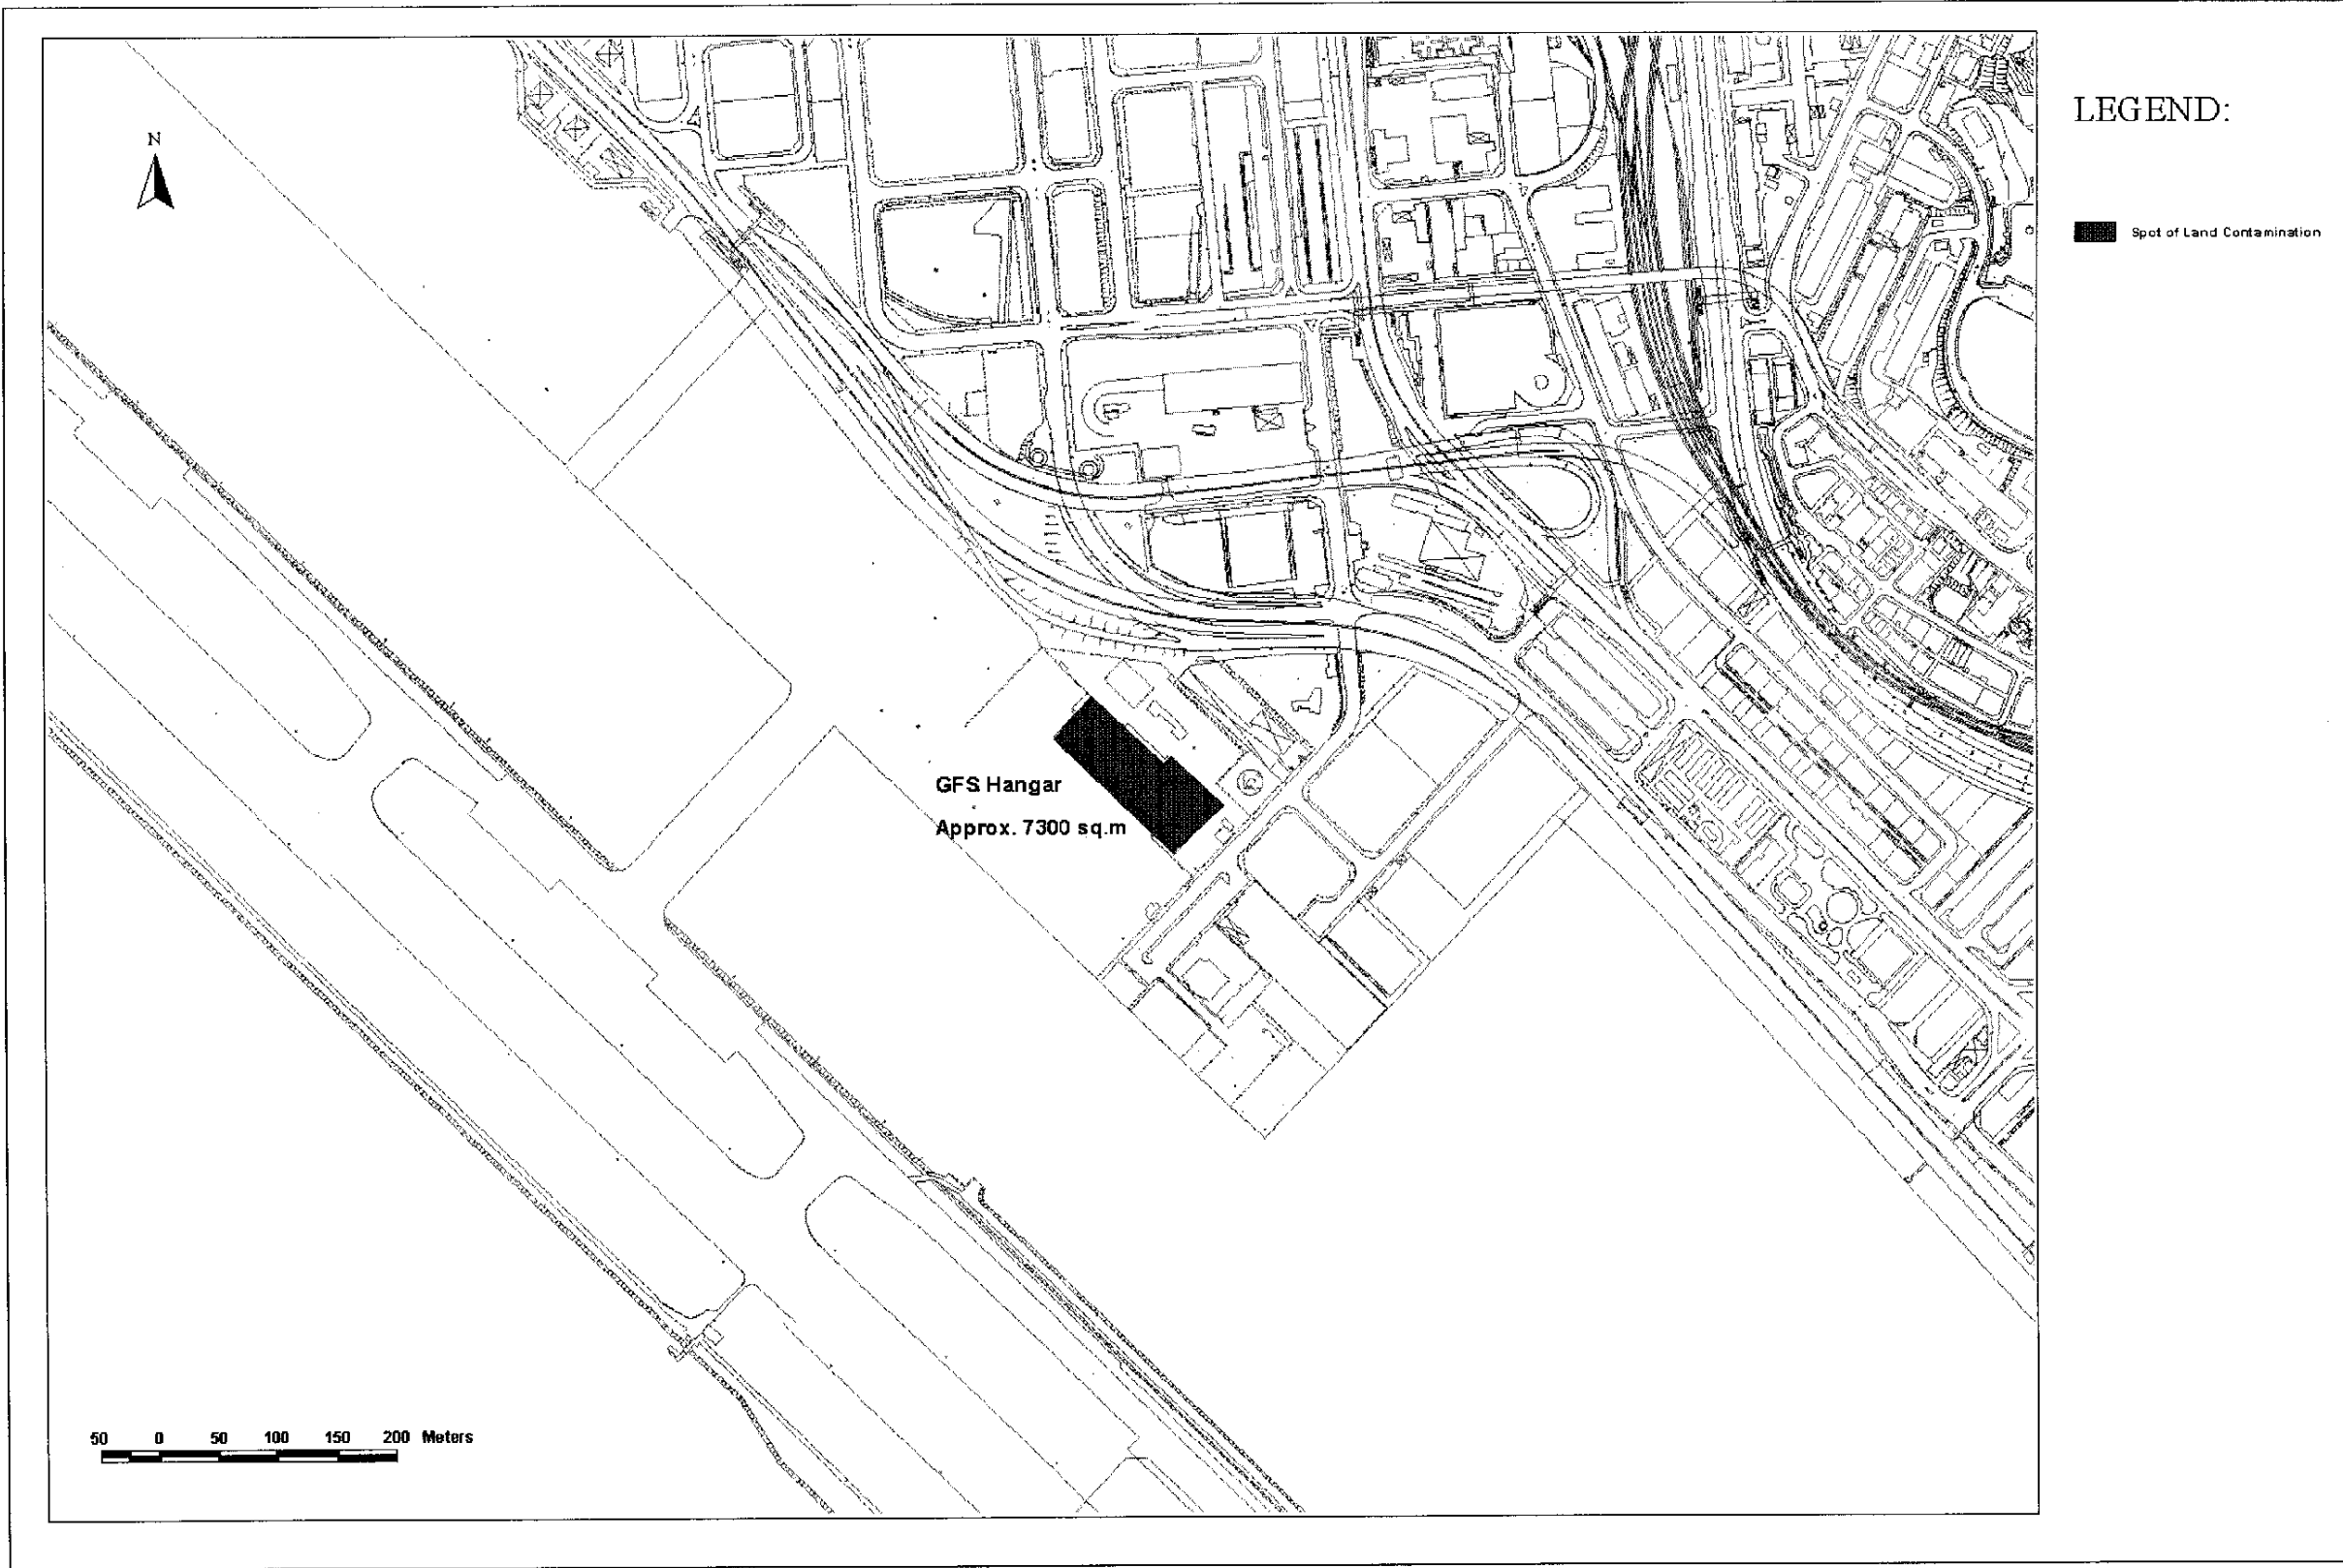 LEGEND:
N
Spot of Land Contamination
GFS Hangar
Approx. 7300 sq.m
50 0 50 100 150 200 Meters